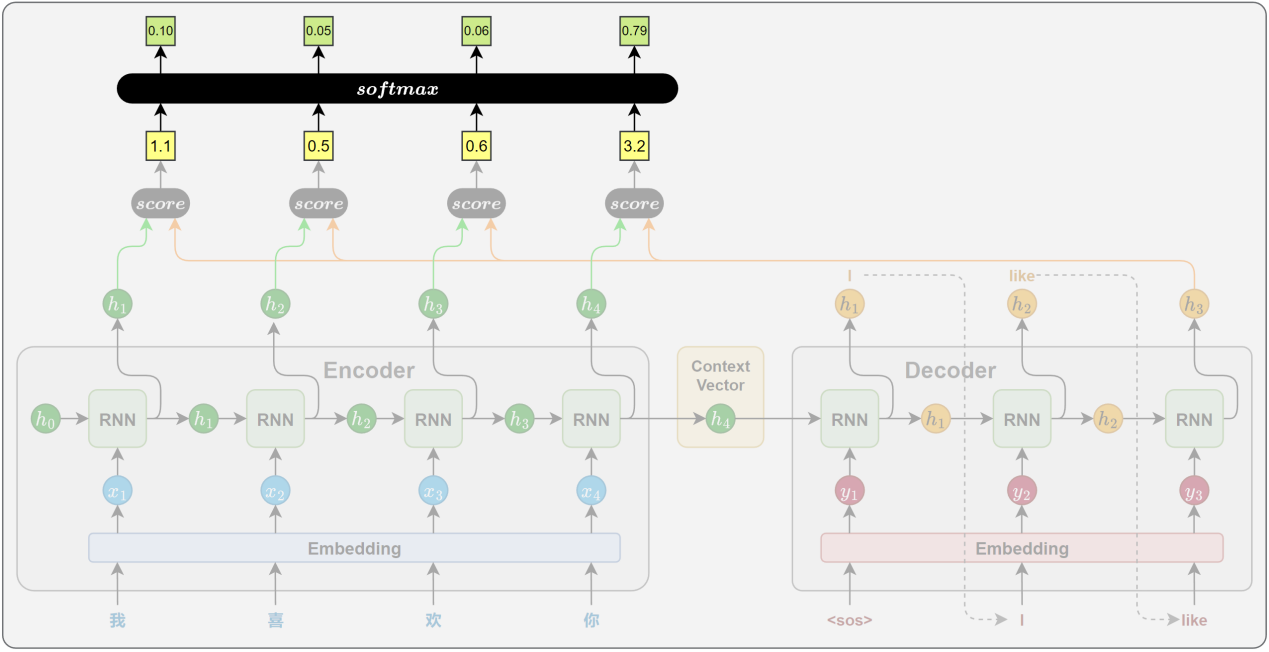 0.10 0.05 0.06 0.79
softmax
1.1 0.5 0.6 3.2
score score score score
I like
h1 h2 h3 h4 h1 h2 h3
Encoder Context Vector Decoder
h0 RNN h1 RNN h2 RNN h3 RNN h4 RNN h1 RNN h2 RNN
x1 x2 x3 x4 y1 y2 y3
Embedding Embedding
我 喜 欢 你 <sos> I like